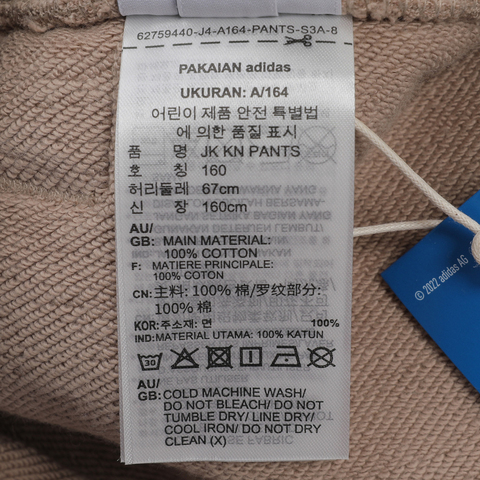 62759440-J4-A164-PANTS-S3A-8
PAKAIAN adidas
UKURAN: A/164
어린이 제품 안전 특별법
에 의한 품질 표시
품 명 JK KN PANTS
호 칭 160
허리둘레 67cm
신 장 160cm
AU/
GB: MAIN MATERIAL:
100% COTTON
F: MATIERE PRINCIPALE:
100% COTON
CN: 主料: 100% 棉/罗纹部分:
100% 棉
KOR: 주소재: 면 100%
IND: MATERIAL UTAMA: 100% KATUN
30
AU/
GB: COLD MACHINE WASH/
DO NOT BLEACH/ DO NOT
TUMBLE DRY/ LINE DRY/
COOL IRON/ DO NOT DRY
CLEAN (X)
© 2022 adidas AG